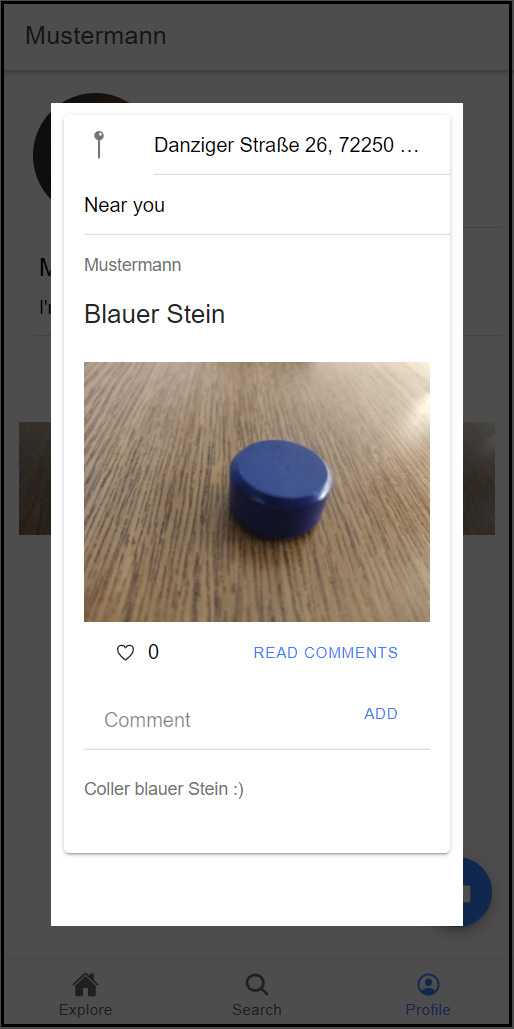 Mustermann
Danziger Straße 26, 72250 …
Near you
Mustermann
Blauer Stein
0
READ COMMENTS
Comment
ADD
Coller blauer Stein :)
Explore
Search
Profile